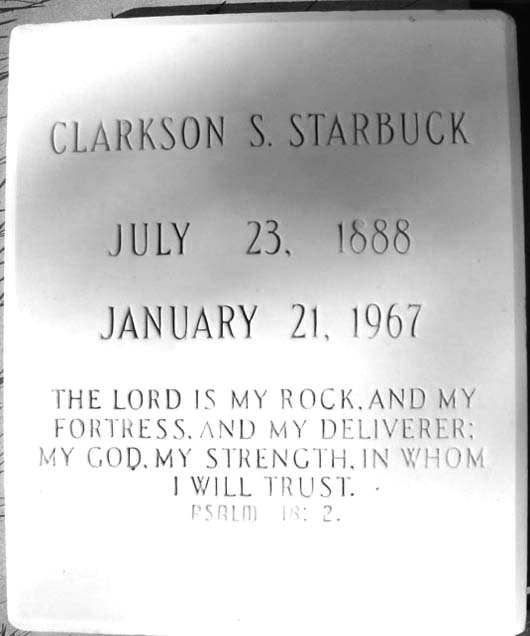 CLARKSON S. STARBUCK
JULY 23, 1888
JANUARY 21, 1967
THE LORD IS MY ROCK, AND MY
FORTRESS, AND MY DELIVERER;
MY GOD, MY STRENGTH, IN WHOM
I WILL TRUST.
PSALM 18: 2.